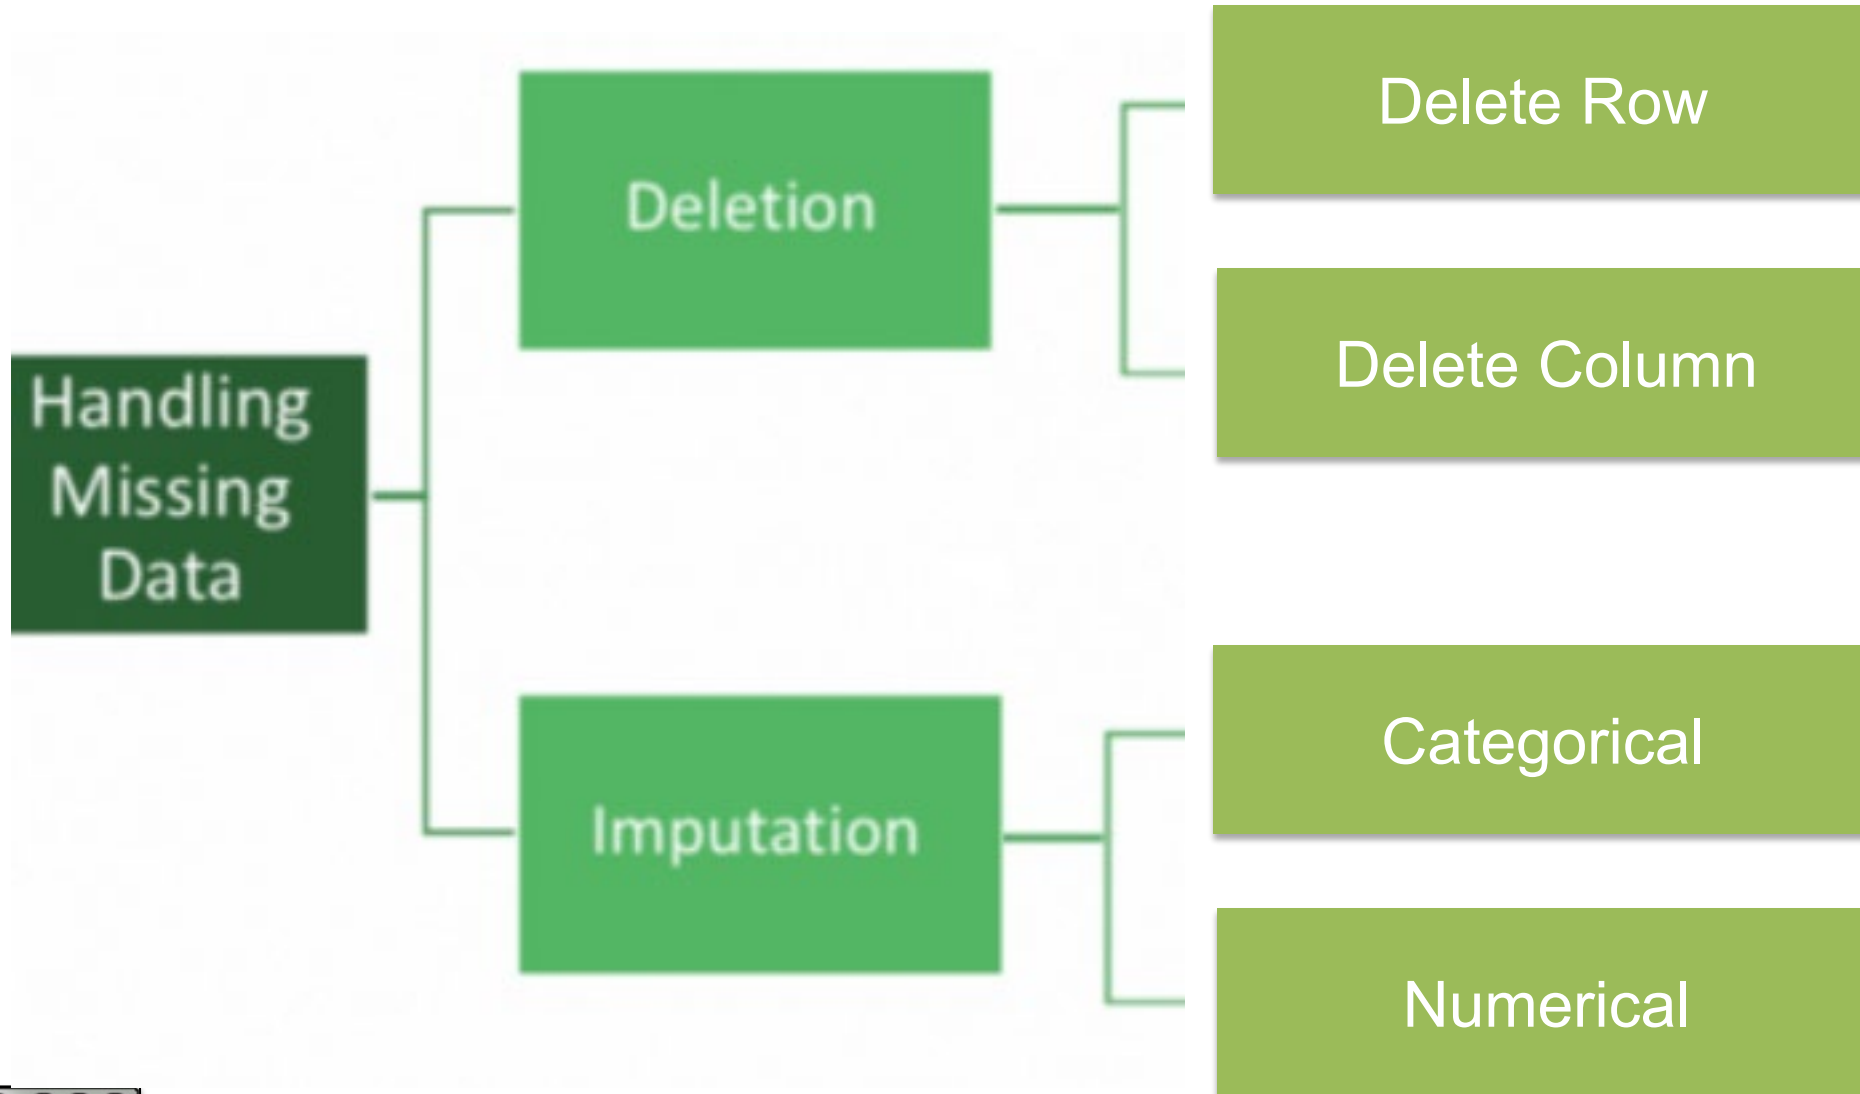 Handling
Missing
Data
Deletion
Delete Row
Delete Column
Imputation
Categorical
Numerical